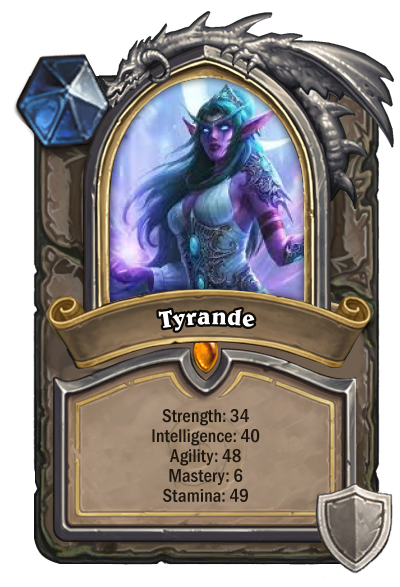 Tyrande
Strength: 34
Intelligence: 40
Agility: 48
Mastery: 6
Stamina: 49